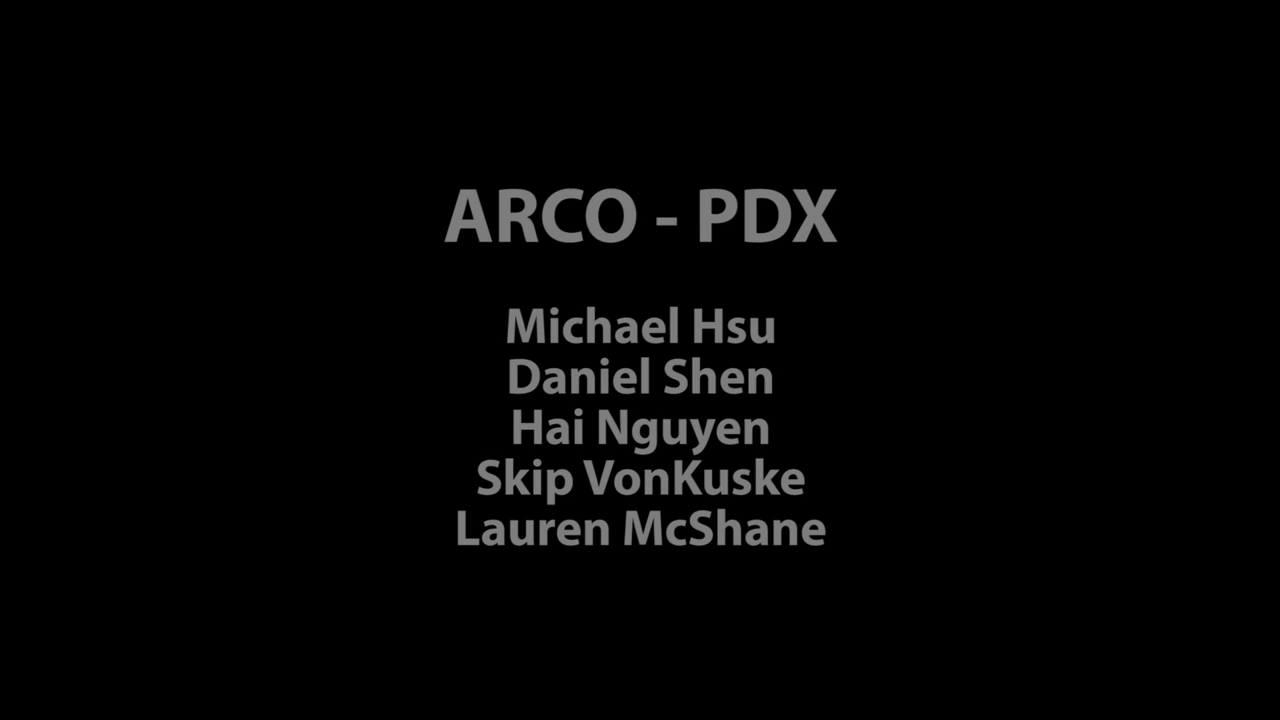 ARCO - PDX
Michael Hsu
Daniel Shen
Hai Nguyen
Skip VonKuske
Lauren McShane